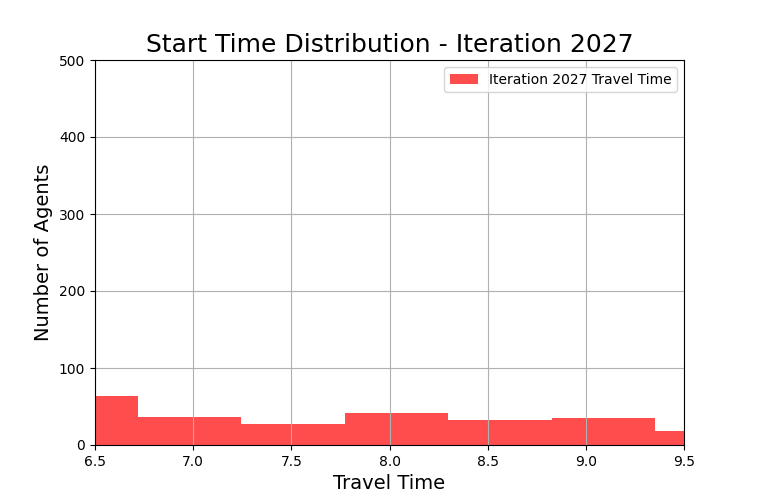 Start Time Distribution - Iteration 2027
Iteration 2027 Travel Time
Number of Agents
500
400
300
200
100
0
6.5 7.0 7.5 8.0 8.5 9.0 9.5
Travel Time